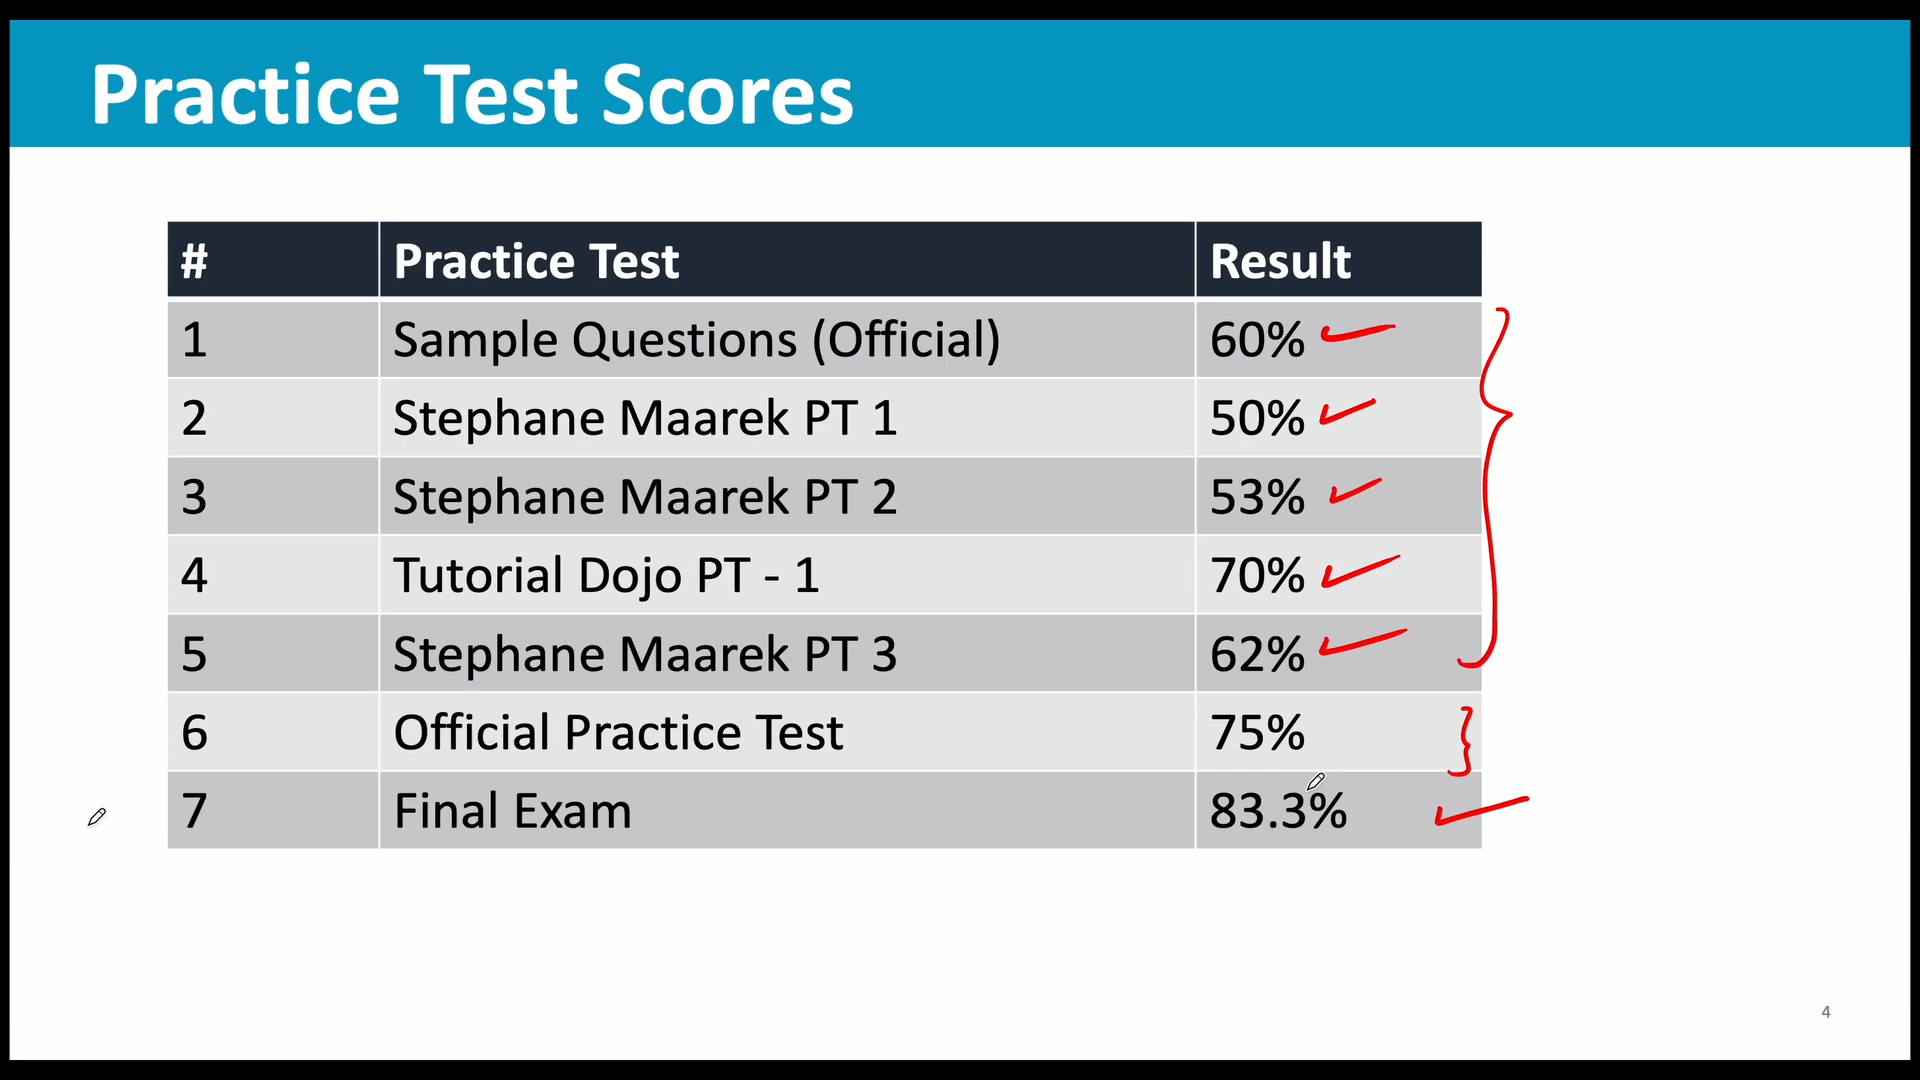 Practice Test Scores
# Practice Test Result
1 Sample Questions (Official) 60%
2 Stephane Maarek PT 1 50%
3 Stephane Maarek PT 2 53%
4 Tutorial Dojo PT - 1 70%
5 Stephane Maarek PT 3 62%
6 Official Practice Test 75%
7 Final Exam 83.3%
4